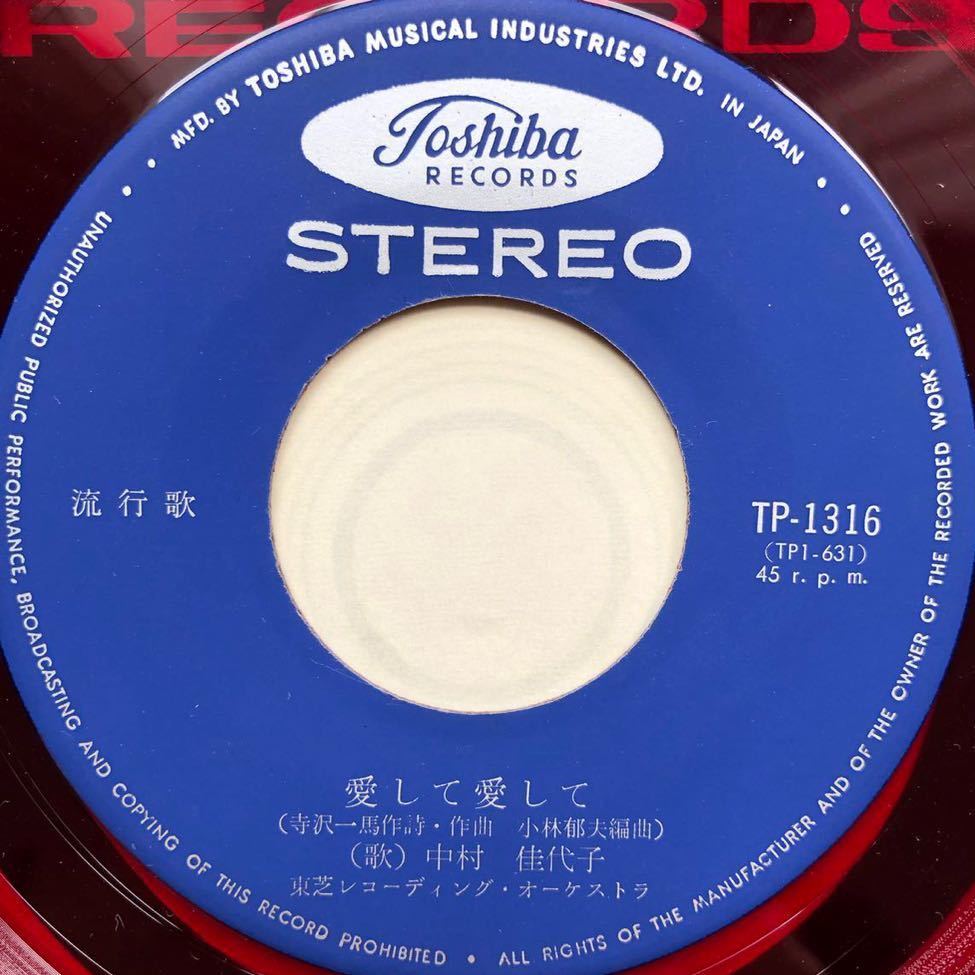 RECORDS
MFD. BY TOSHIBA MUSICAL INDUSTRIES LTD. IN JAPAN
Toshiba
RECORDS
STEREO
流行歌
TP-1316
(TP1-631)
45 r. p. m.
愛して愛して
(寺沢一馬作詩・作曲 小林郁夫編曲)
(歌) 中村 佳代子
東芝レコーディング・オーケストラ
UNAUTHORIZED PUBLIC PERFORMANCE, BROADCASTING AND COPYING OF THIS RECORD PROHIBITED • ALL RIGHTS OF THE MANUFACTURER AND OF THE OWNER OF THE RECORDED WORK ARE RESERVED